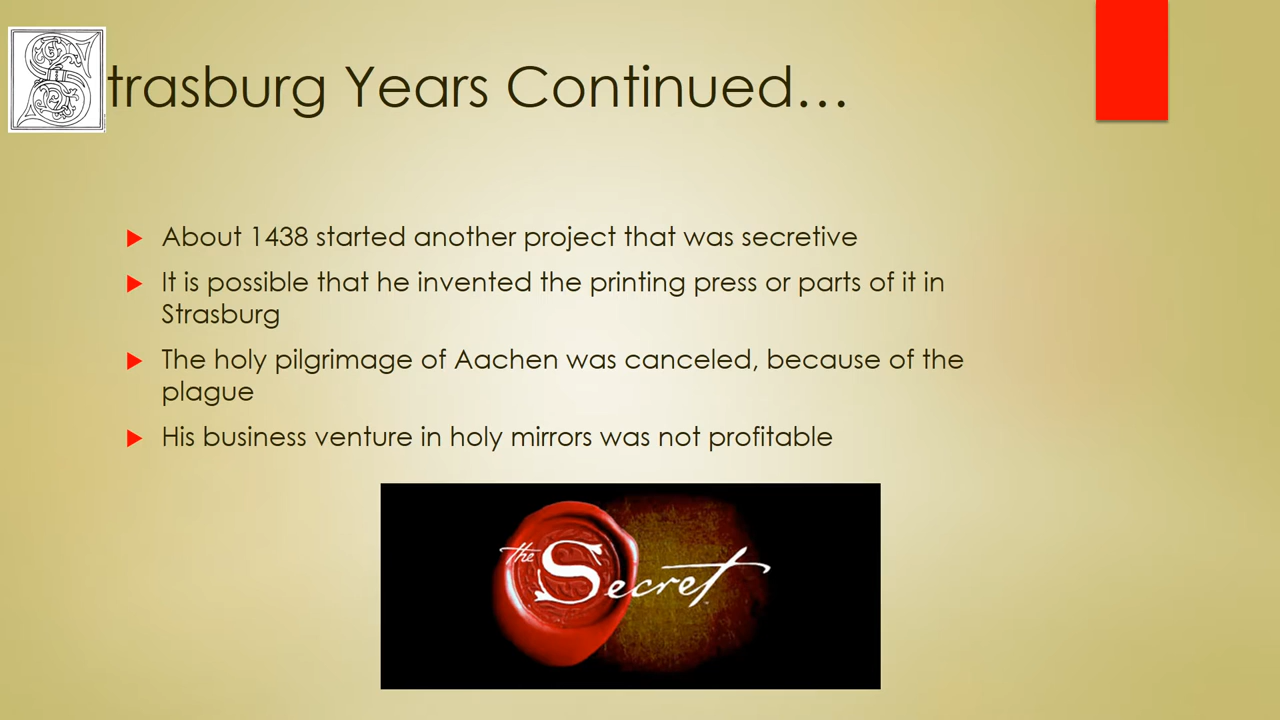 Strasburg Years Continued...
About 1438 started another project that was secretive
It is possible that he invented the printing press or parts of it in
Strasburg
The holy pilgrimage of Aachen was canceled, because of the
plague
His business venture in holy mirrors was not profitable
the Secret